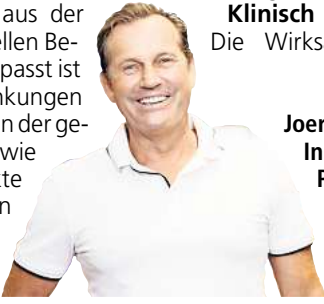 aus der
ellen Be-
passt ist
nkungen
n der ge-
wie
kte
n
Klinisch
Die Wirks
Joer
In
P